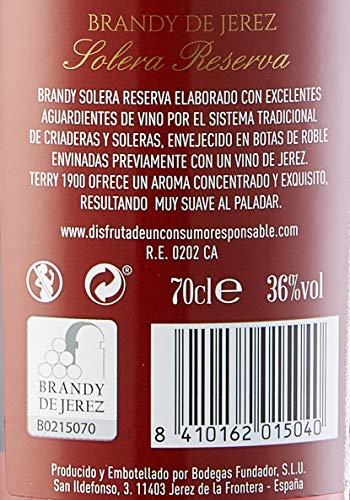 BRANDY DE JEREZ
Solera Reserva
BRANDY SOLERA RESERVA ELABORADO CON EXCELENTES
AGUARDIENTES DE VINO POR EL SISTEMA TRADICIONAL
DE CRIADERAS Y SOLERAS, ENVEJECIDO EN BOTAS DE ROBLE
ENVINADAS PREVIAMENTE CON UN VINO DE JEREZ.
TERRY 1900 OFRECE UN AROMA CONCENTRADO Y EXQUISITO,
RESULTANDO MUY SUAVE AL PALADAR.
www.disfrutadeunconsumoresponsable.com
R.E. 0202 CA
70cl e 36%vol
BRANDY
DE JEREZ
B0215070
8 410162 015040
Producido y Embotellado por Bodegas Fundador, S.L.U.
San Ildefonso, 3. 11403 Jerez de la Frontera - España